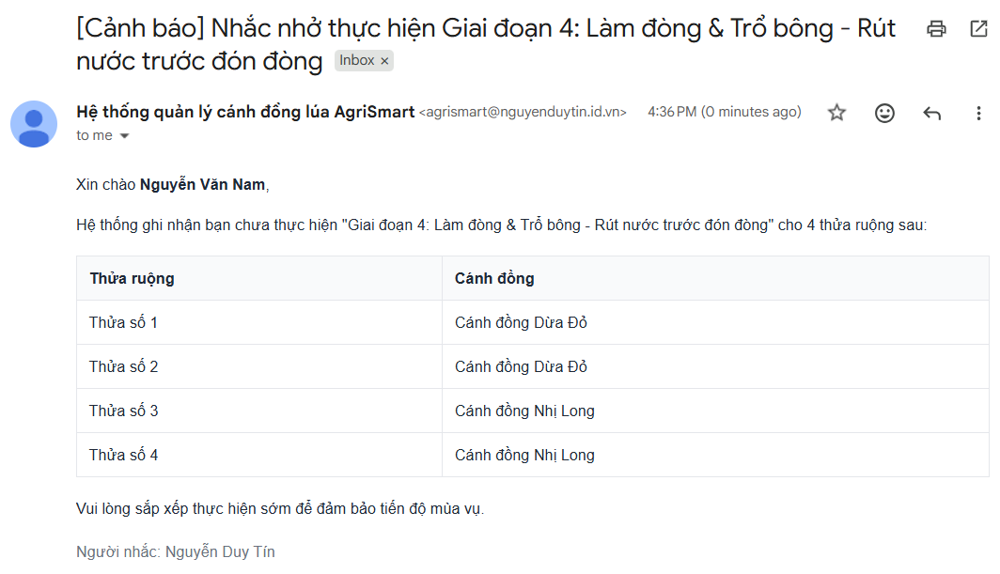 [Cảnh báo] Nhắc nhở thực hiện Giai đoạn 4: Làm đòng & Trổ bông - Rút
nước trước đón đòng Inbox ×
Hệ thống quản lý cánh đồng lúa AgriSmart <agrismart@nguyenduytin.id.vn> 4:36 PM (0 minutes ago)
to me
Xin chào Nguyễn Văn Nam,
Hệ thống ghi nhận bạn chưa thực hiện "Giai đoạn 4: Làm đòng & Trổ bông - Rút nước trước đón đòng" cho 4 thửa ruộng sau:
Thửa ruộng Cánh đồng
Thửa số 1 Cánh đồng Dừa Đỏ
Thửa số 2 Cánh đồng Dừa Đỏ
Thửa số 3 Cánh đồng Nhị Long
Thửa số 4 Cánh đồng Nhị Long
Vui lòng sắp xếp thực hiện sớm để đảm bảo tiến độ mùa vụ.
Người nhắc: Nguyễn Duy Tín